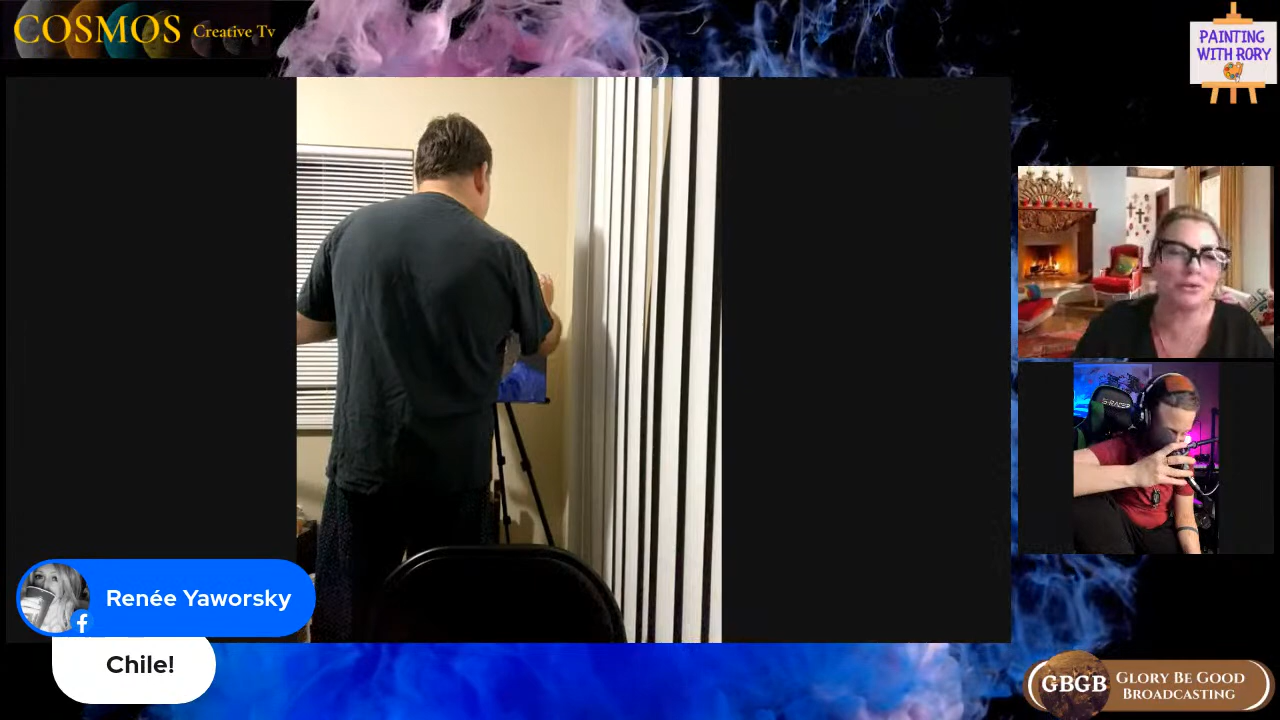 COSMOS Creative Tv
PAINTING
WITH RORY
Renée Yaworsky
Chile!
GBGB
GLORY BE GOOD
BROADCASTING